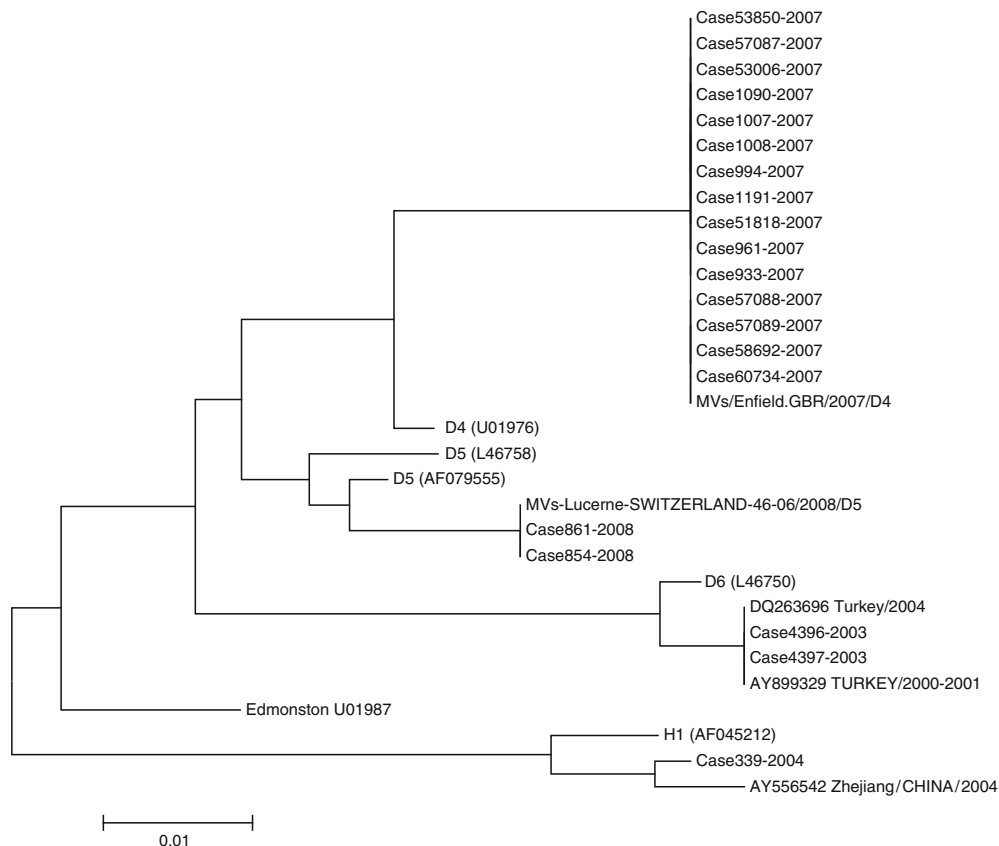 Case53850-2007
Case57087-2007
Case53006-2007
Case1090-2007
Case1007-2007
Case1008-2007
Case994-2007
Case1191-2007
Case51818-2007
Case961-2007
Case933-2007
Case57088-2007
Case57089-2007
Case58692-2007
Case60734-2007
MVs/Enfield.GBR/2007/D4
D4 (U01976)
D5 (L46758)
D5 (AF079555)
MVs-Lucerne-SWITZERLAND-46-06/2008/D5
Case861-2008
Case854-2008
D6 (L46750)
DQ263696 Turkey/2004
Case4396-2003
Case4397-2003
AY899329 TURKEY/2000-2001
Edmonston U01987
H1 (AF045212)
Case339-2004
AY556542 Zhejiang/CHINA/2004
0.01